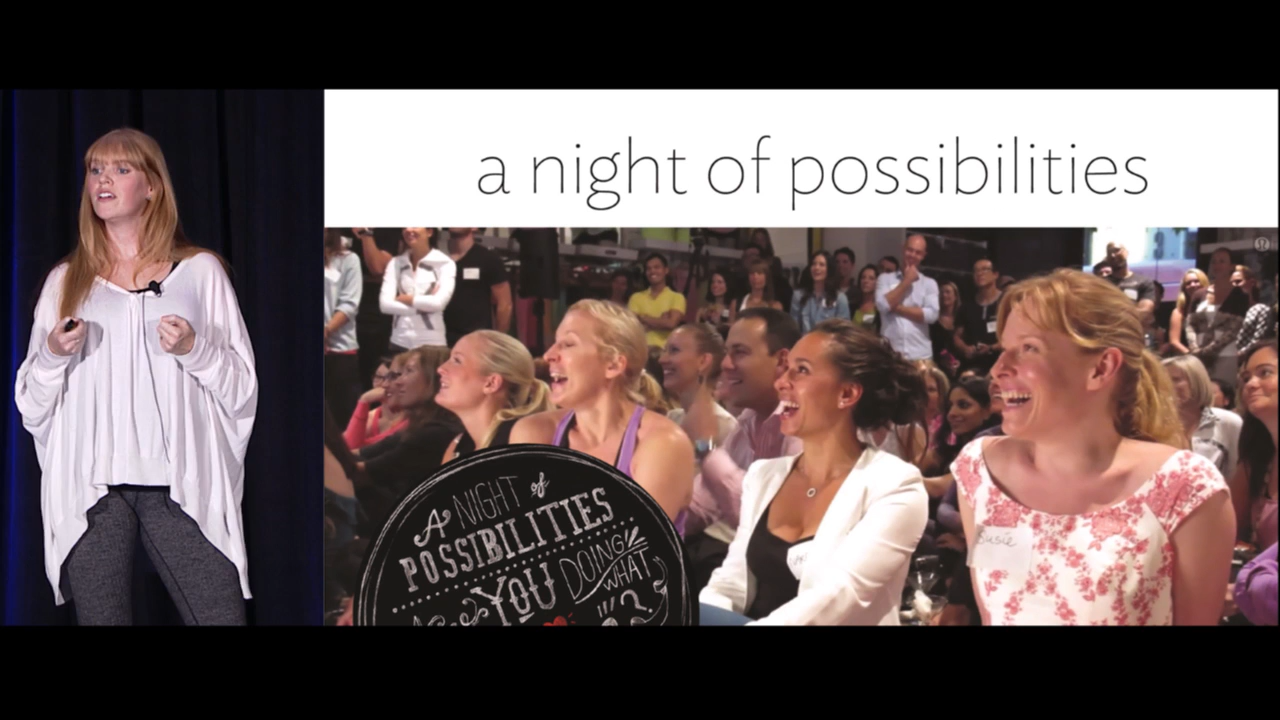 a night of possibilities
A NIGHT of
POSSIBILITIES
YOU DOING
WHAT
?
Susie